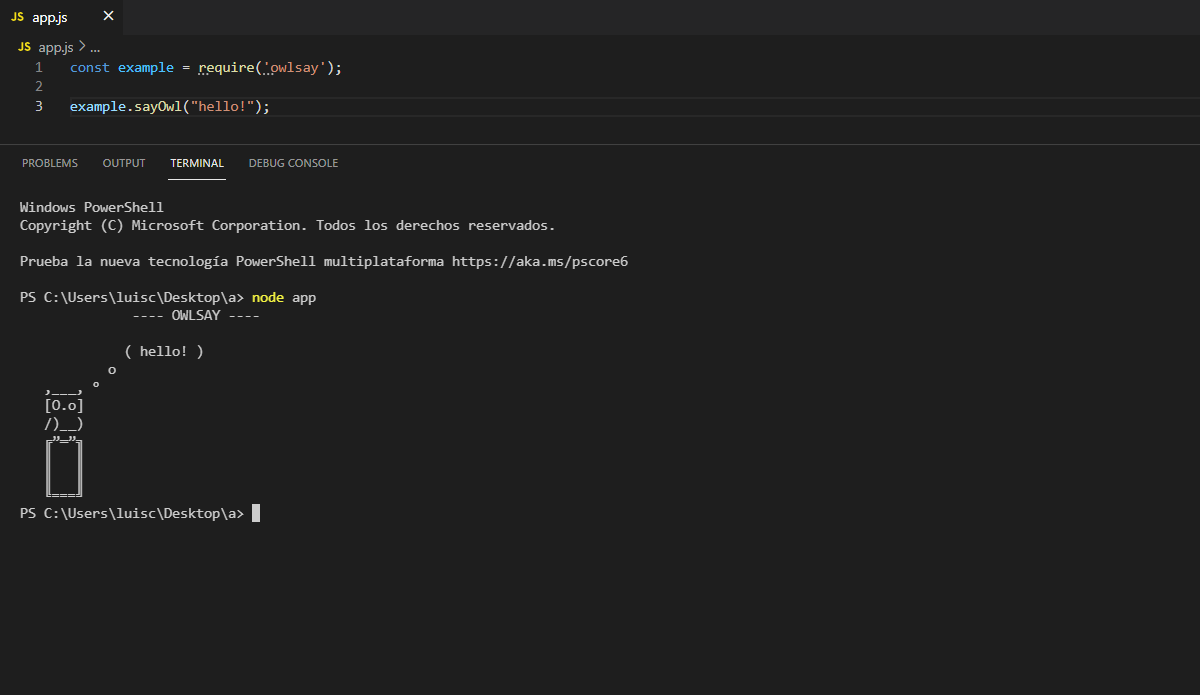 JS app.js ×
JS app.js > ...
1 const example = require('owlsay');
2
3 example.sayOwl("hello!");
PROBLEMS OUTPUT TERMINAL DEBUG CONSOLE
Windows PowerShell
Copyright (C) Microsoft Corporation. Todos los derechos reservados.
Prueba la nueva tecnología PowerShell multiplataforma https://aka.ms/pscore6
PS C:\Users\luisc\Desktop\a> node app
---- OWLSAY ----
( hello! )
o
,___, º
[O.o]
/)__)
╔”═”╗
║   ║
║   ║
╚===╝
PS C:\Users\luisc\Desktop\a>